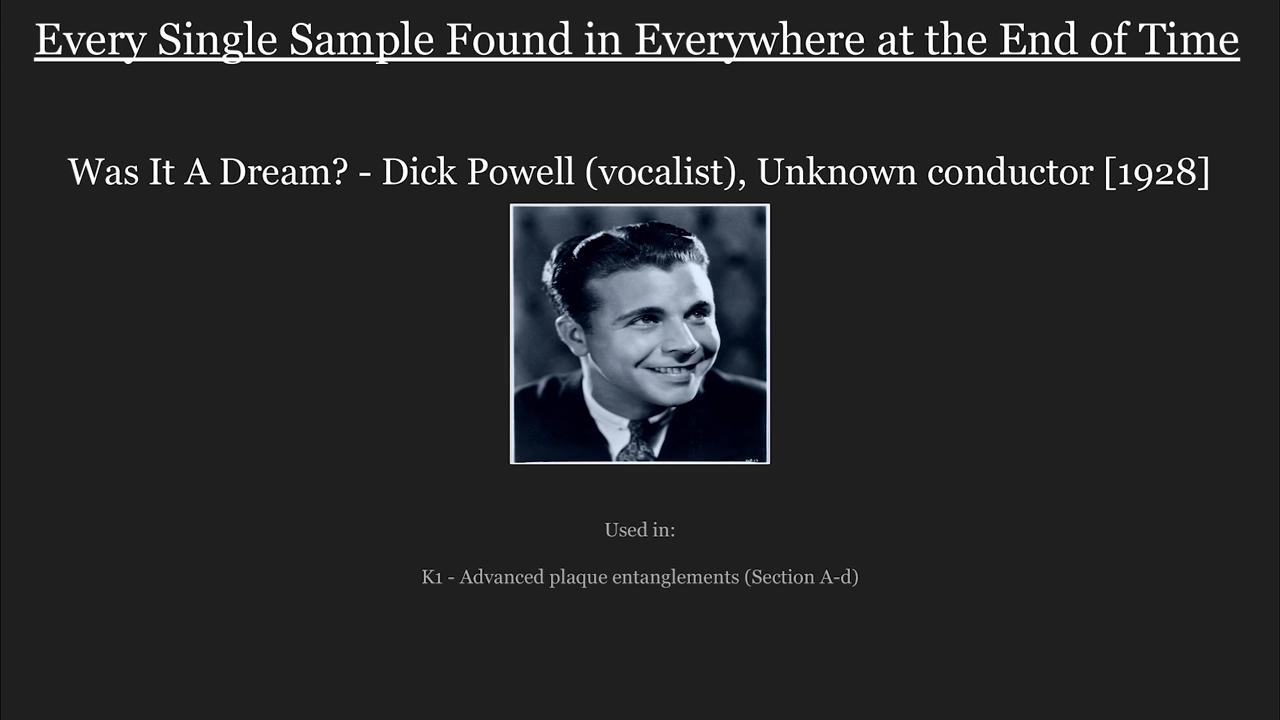 Every Single Sample Found in Everywhere at the End of Time
Was It A Dream? - Dick Powell (vocalist), Unknown conductor [1928]
Used in:
K1 - Advanced plaque entanglements (Section A-d)